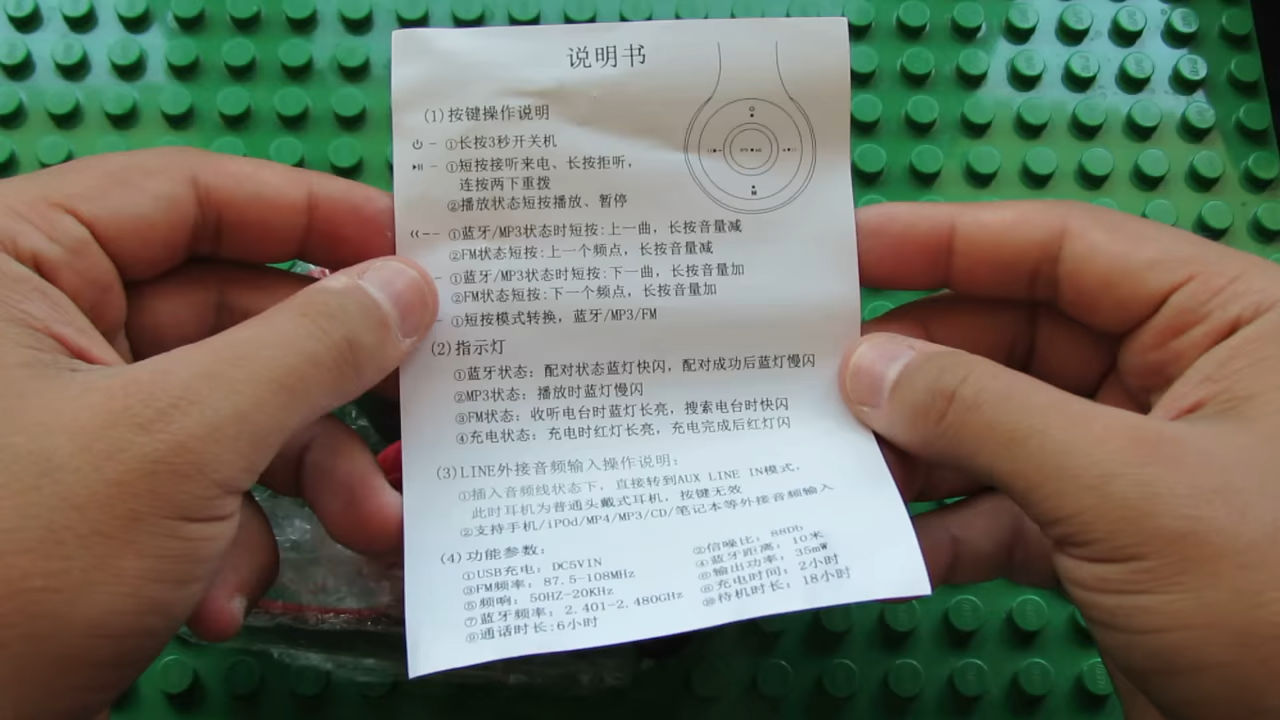 说明书
(1)按键操作说明
①长按3秒开关机
①短按接听来电、长按拒听，
连按两下重拨
②播放状态短按播放、暂停
①蓝牙/MP3状态时短按:上一曲，长按音量减
②FM状态短按:上一个频点，长按音量减
①蓝牙/MP3状态时短按:下一曲，长按音量加
②FM状态短按:下一个频点，长按音量加
①短按模式转换，蓝牙/MP3/FM
M
(2)指示灯
①蓝牙状态：配对状态蓝灯快闪，配对成功后蓝灯慢闪
②MP3状态：播放时蓝灯慢闪
③FM状态：收听电台时蓝灯长亮，搜索电台时快闪
④充电状态：充电时红灯长亮，充电完成后红灯闪
(3)LINE外接音频输入操作说明：
①插入音频线状态下，直接转到AUX LINE IN模式，
此时耳机为普通头戴式耳机，按键无效
②支持手机/iPOd/MP4/MP3/CD/笔记本等外接音频输入
(4)功能参数：
①USB充电：DC5VIN
②信噪比：88Db
③FM频率：87.5-108MHz
④蓝牙距离：10米
⑤频响：50HZ-20KHz
⑥输出功率：35mW
⑦蓝牙频率：2.401-2.480GHz
⑧充电时间：2小时
⑨通话时长:6小时
⑩待机时长：18小时